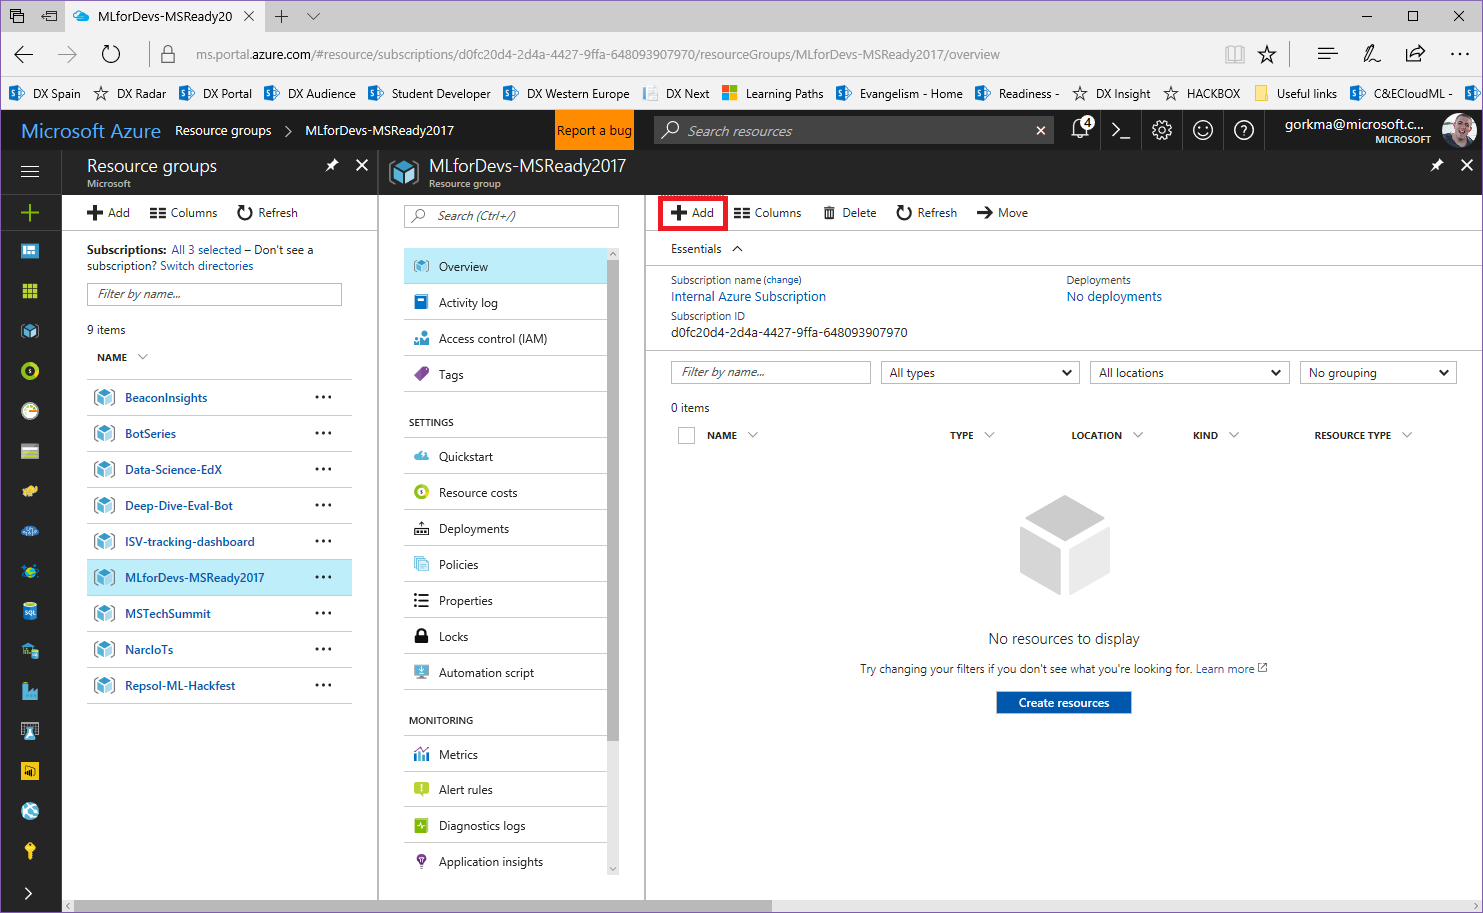 MLforDevs-MSReady20
ms.portal.azure.com/#resource/subscriptions/d0fc20d4-2d4a-4427-9ffa-648093907970/resourceGroups/MLforDevs-MSReady2017/overview
DX Spain DX Radar DX Portal DX Audience Student Developer DX Western Europe DX Next Learning Paths Evangelism - Home Readiness - DX Insight HACKBOX Useful links C&ECloudML -
Microsoft Azure Resource groups > MLforDevs-MSReady2017 Report a bug Search resources 4 gorkma@microsoft.c...
MICROSOFT
Resource groups
Microsoft
Add Columns Refresh
Subscriptions: All 3 selected – Don't see a
subscription? Switch directories
Filter by name...
9 items
NAME
BeaconInsights
BotSeries
Data-Science-EdX
Deep-Dive-Eval-Bot
ISV-tracking-dashboard
MLforDevs-MSReady2017
MSTechSummit
NarcIoTs
Repsol-ML-Hackfest
MLforDevs-MSReady2017
Resource group
Search (Ctrl+/)
Overview
Activity log
Access control (IAM)
Tags
SETTINGS
Quickstart
Resource costs
Deployments
Policies
Properties
Locks
Automation script
MONITORING
Metrics
Alert rules
Diagnostics logs
Application insights
Add Columns Delete Refresh Move
Essentials
Subscription name (change)
Internal Azure Subscription
Subscription ID
d0fc20d4-2d4a-4427-9ffa-648093907970
Deployments
No deployments
Filter by name... All types All locations No grouping
0 items
NAME TYPE LOCATION KIND RESOURCE TYPE
No resources to display
Try changing your filters if you don't see what you're looking for. Learn more
Create resources